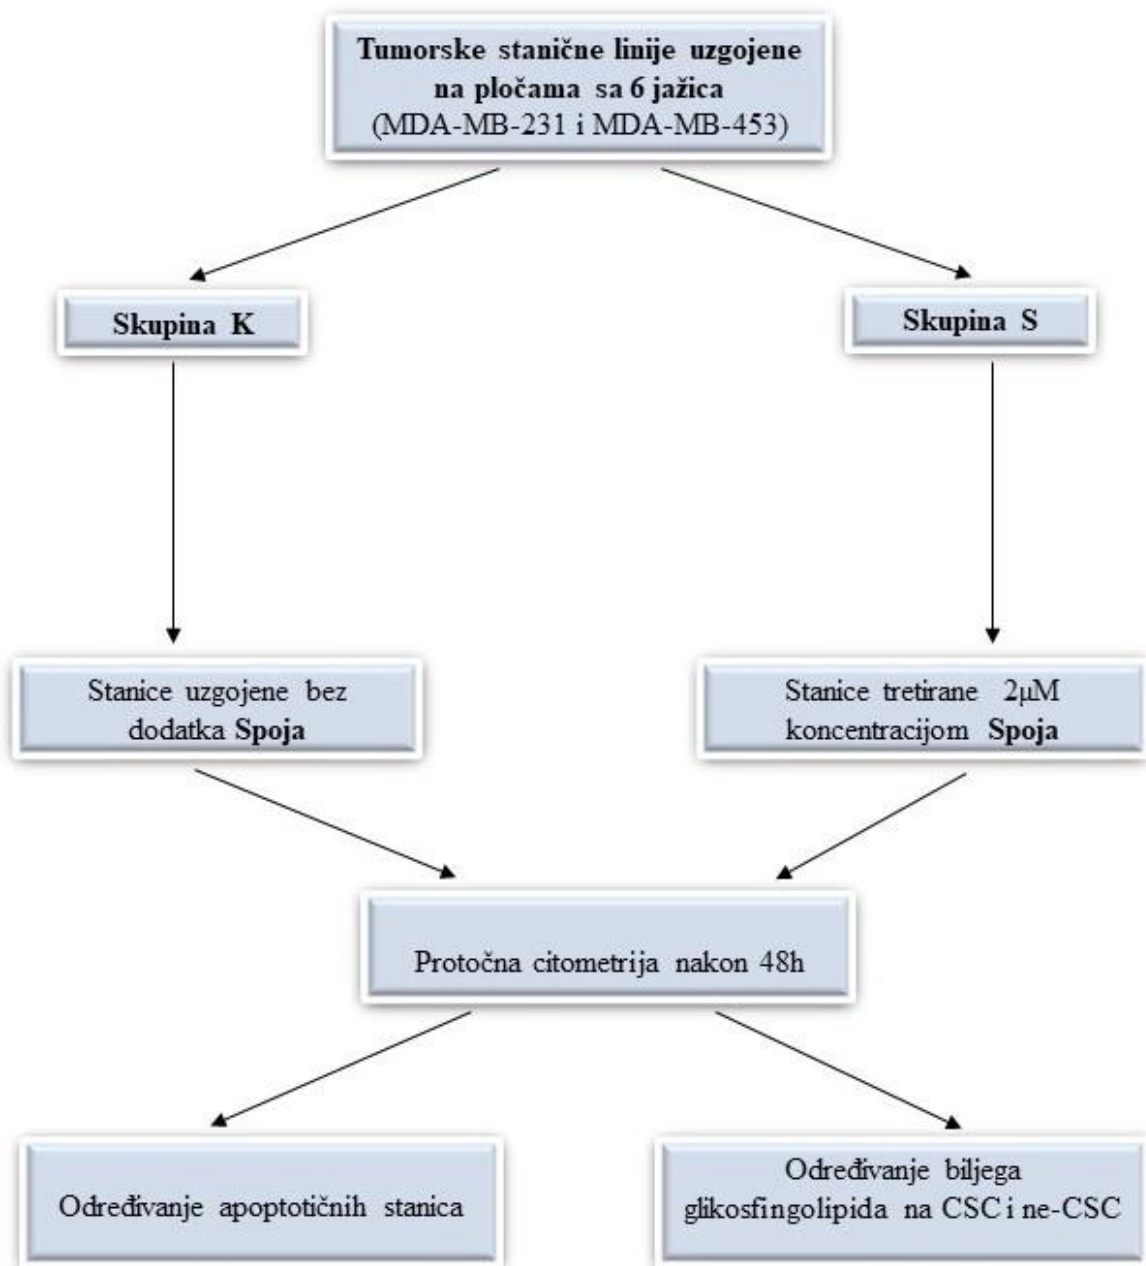 Tumorske stanične linije uzgojene
na pločama sa 6 jažica
(MDA-MB-231 i MDA-MB-453)
Skupina K
Skupina S
Stanice uzgojene bez
dodatka Spoja
Stanice tretirane 2μM
koncentracijom Spoja
Protočna citometrija nakon 48h
Određivanje apoptotičnih stanica
Određivanje biljega
glikosfingolipida na CSC i ne-CSC